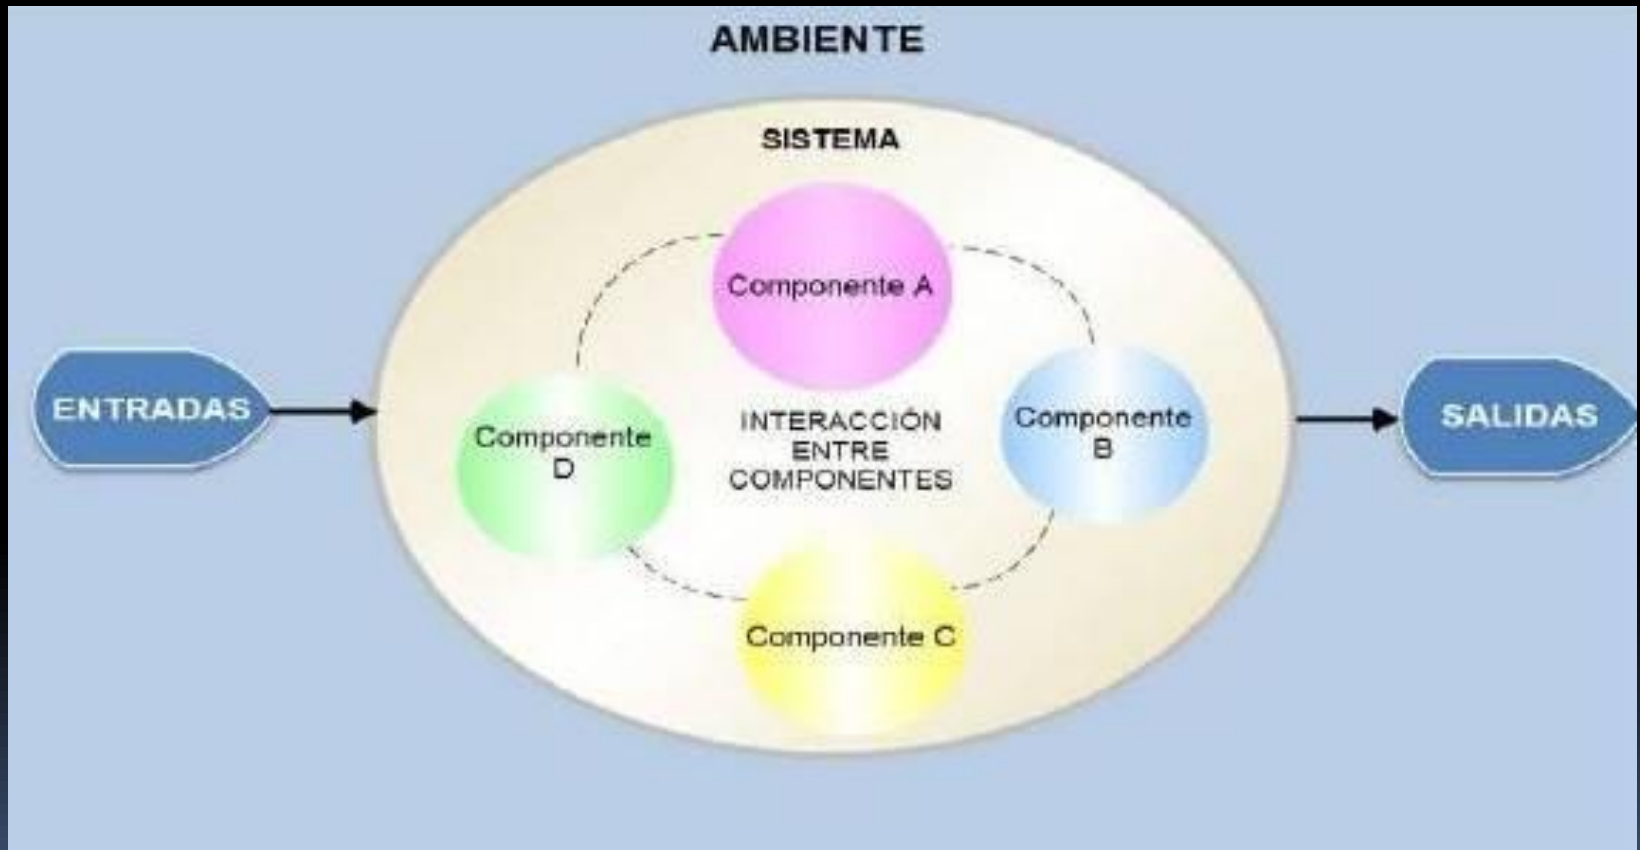 AMBIENTE
SISTEMA
Componente A
ENTRADAS
Componente
D
INTERACCIÓN
ENTRE
COMPONENTES
Componente
B
SALIDAS
Componente C